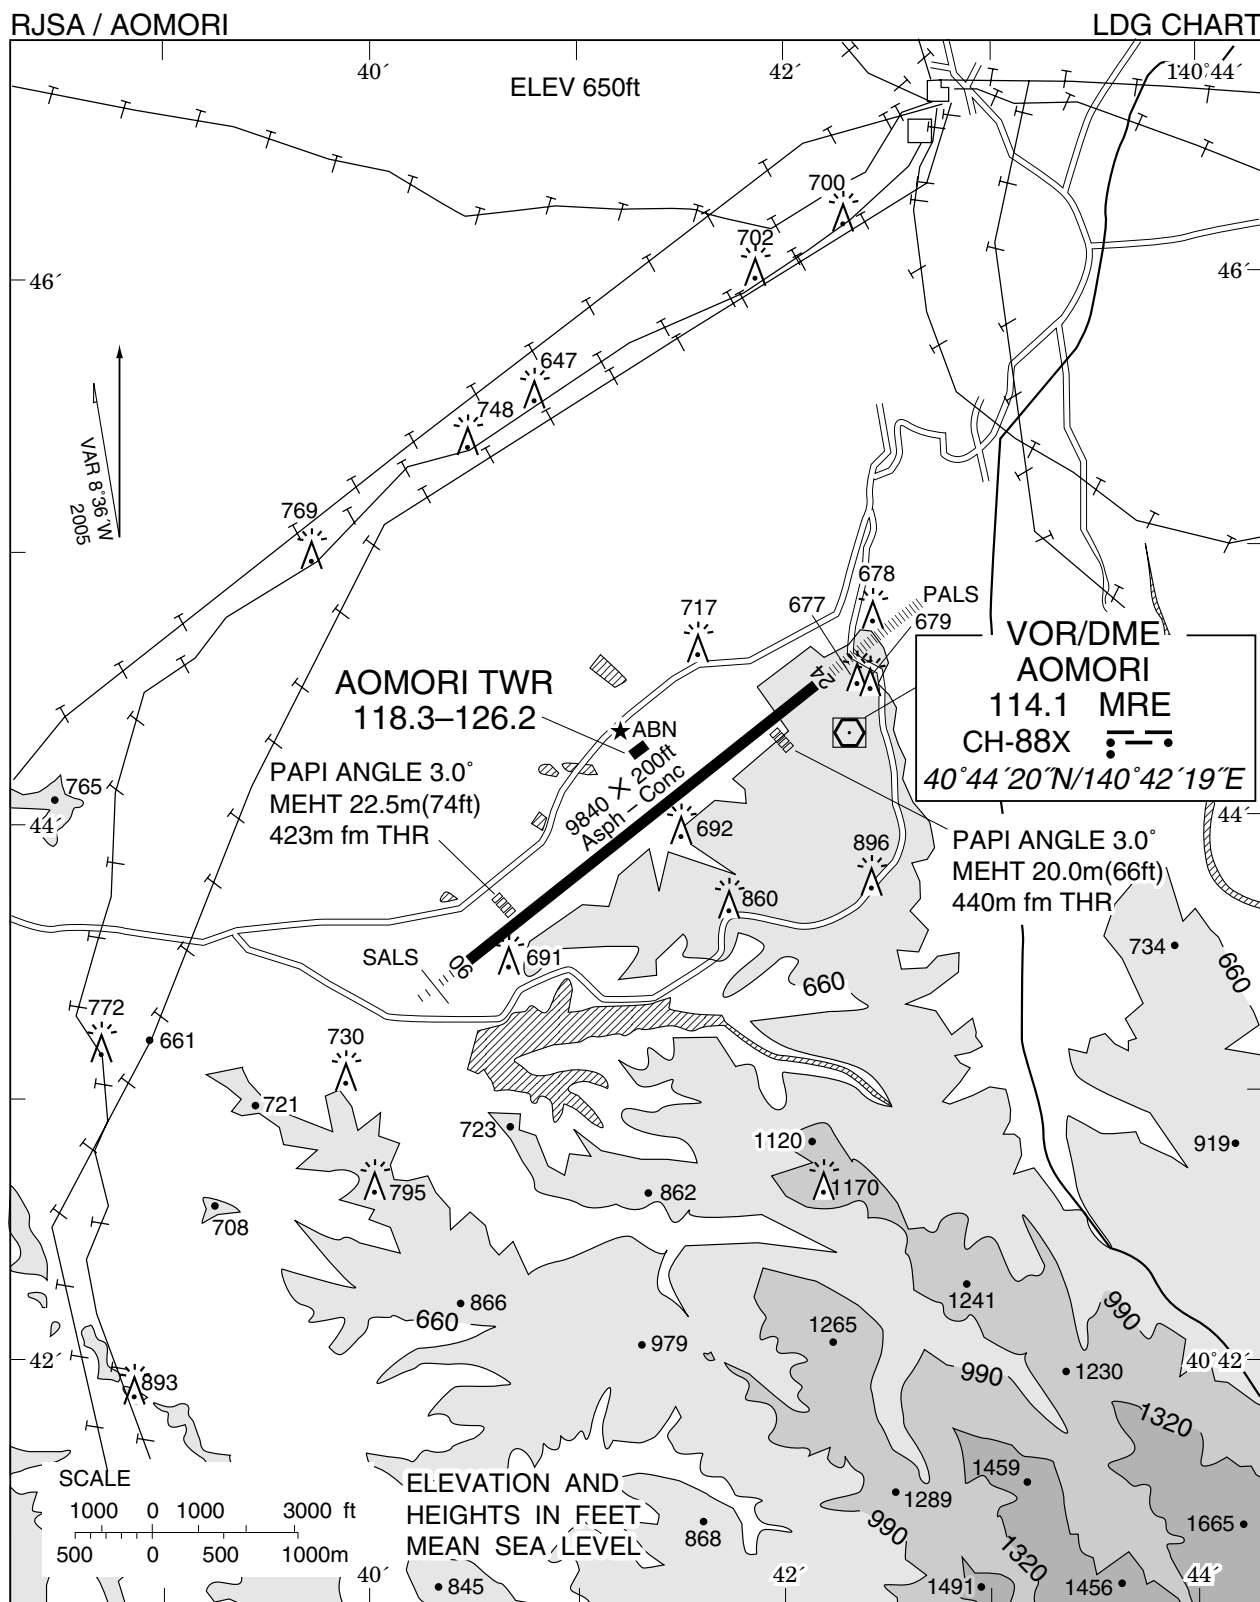 RJSA / AOMORI
LDG CHART
40´
42´
140°44´
ELEV 650ft
700
702
46´
46´
647
748
VAR 8°36´W
2005
769
678
PALS
717
677
679
24
VOR/DME
AOMORI
114.1 MRE
CH-88X
40°44´20˝N/140°42´19˝E
AOMORI TWR
118.3–126.2
ABN
9840 × 200ft
Asph – Conc
PAPI ANGLE 3.0°
MEHT 22.5m(74ft)
423m fm THR
765
44´
44´
692
896
860
PAPI ANGLE 3.0°
MEHT 20.0m(66ft)
440m fm THR
SALS
06
691
660
734
660
772
661
730
721
723
1120
919
795
862
1170
708
866
660
979
1265
1241
990
42´
893
990
1230
40°42´
1320
SCALE
1000 0 1000 3000 ft
500 0 500 1000m
ELEVATION AND
HEIGHTS IN FEET
MEAN SEA LEVEL
1459
1289
990
868
1320
1665
40´
845
42´
1491
1456
44´